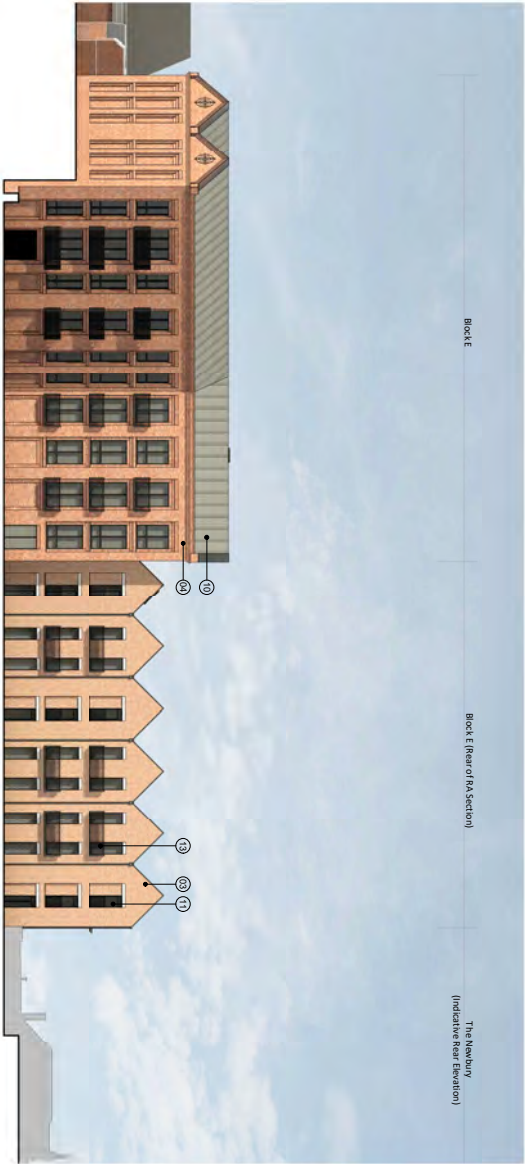 Block E
Block E (Rear of RA Section)
The Newbury
(Indicative Rear Elevation)
10
04
13
03
11